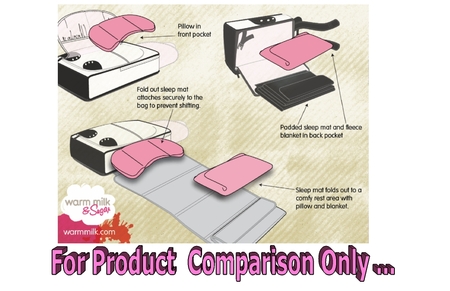 Pillow in
front pocket
Fold out sleep mat
attaches securely to the
bag to prevent shifting.
Padded sleep mat and fleece
blanket in back pocket
Sleep mat folds out to a
comfy rest area with
pillow and blanket.
warm milk
& Sugar
warmmilk.com
For Product Comparison Only ...